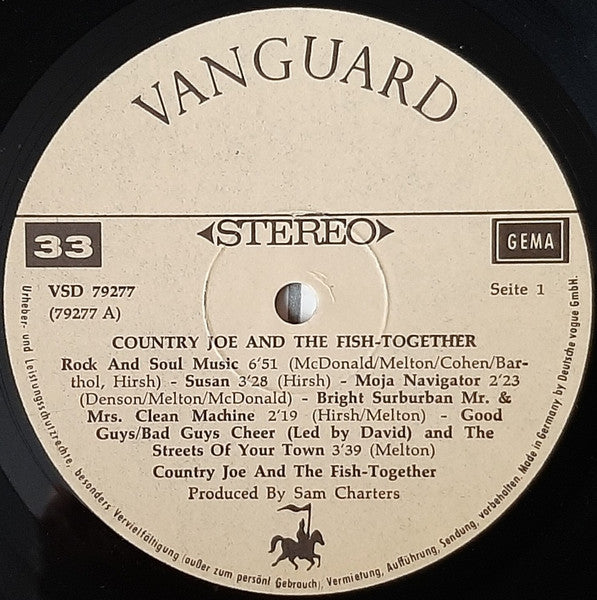 VANGUARD
33
STEREO
GEMA
VSD 79277
(79277 A)
Seite 1
COUNTRY JOE AND THE FISH-TOGETHER
Rock And Soul Music 6'51 (McDonald/Melton/Cohen/Bar-
thol, Hirsh) - Susan 3'28 (Hirsh) - Moja Navigator 2'23
(Denson/Melton/McDonald) - Bright Surburban Mr. &
Mrs. Clean Machine 2'19 (Hirsh/Melton) - Good
Guys/Bad Guys Cheer (Led by David) and The
Streets Of Your Town 3'39 (Melton)
Country Joe And The Fish-Together
Produced By Sam Charters
Urheber- und Leistungsschutzrechte, besonders Vervielfältigung (außer zum persönl Gebrauch), Vermietung, Aufführung, Sendung, vorbehalten. Made in Germany by Deutsche vogue GmbH.